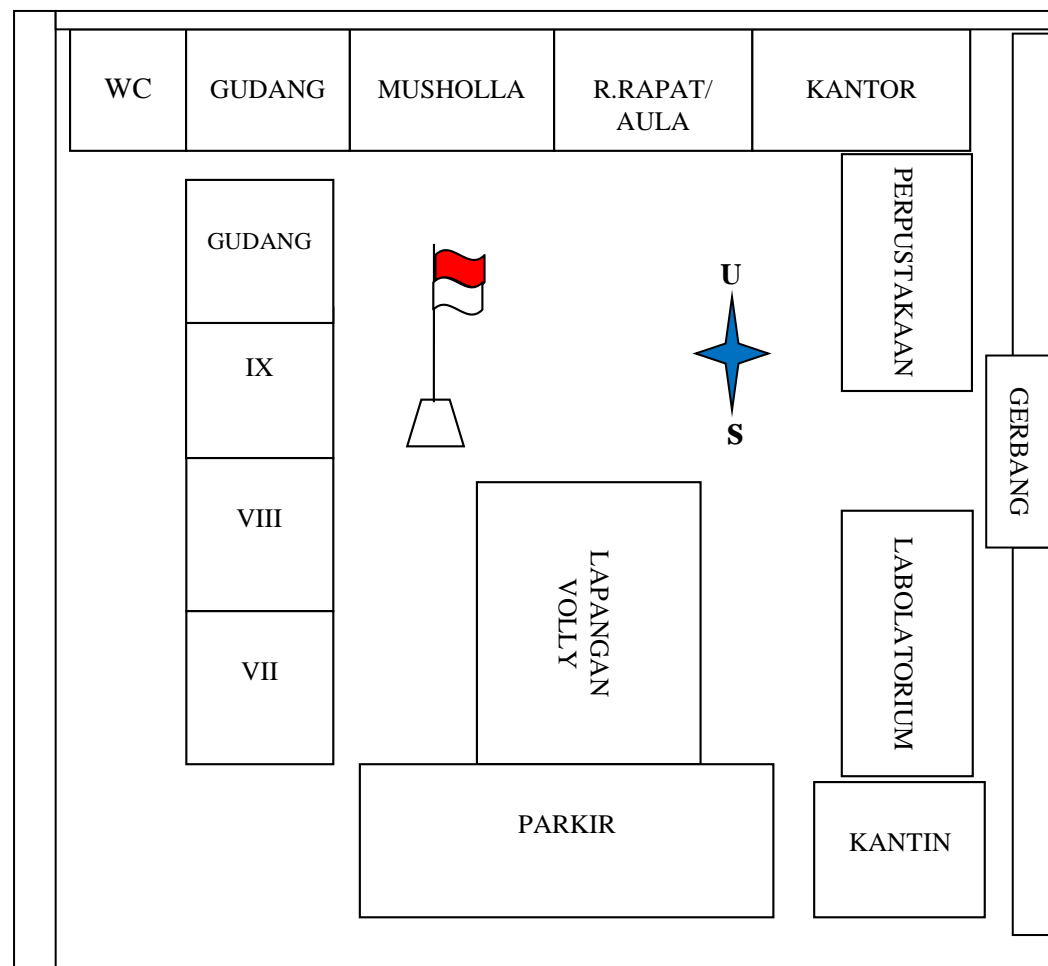 WC
GUDANG
MUSHOLLA
R.RAPAT/
AULA
KANTOR
PERPUSTAKAAN
GUDANG
U
S
IX
GERBANG
VIII
LAPANGAN
VOLLY
LABOLATORIUM
VII
PARKIR
KANTIN